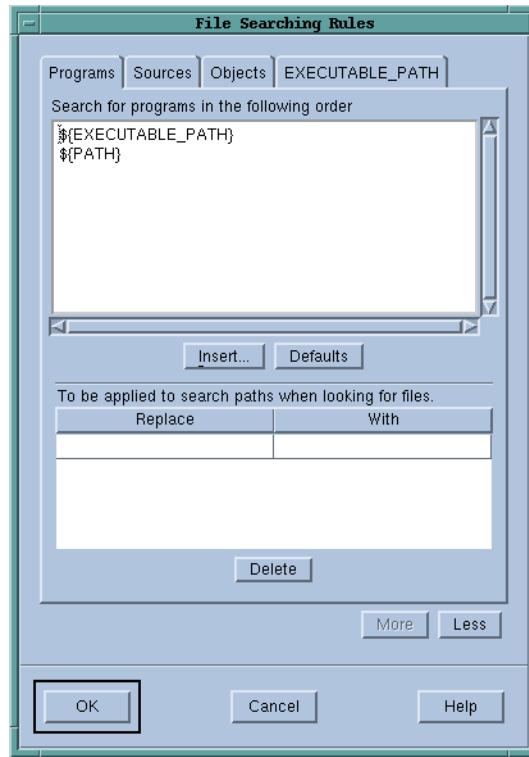 File Searching Rules
Programs Sources Objects EXECUTABLE_PATH
Search for programs in the following order
${EXECUTABLE_PATH}
${PATH}
Insert... Defaults
To be applied to search paths when looking for files.
Replace With
Delete
More Less
OK Cancel Help